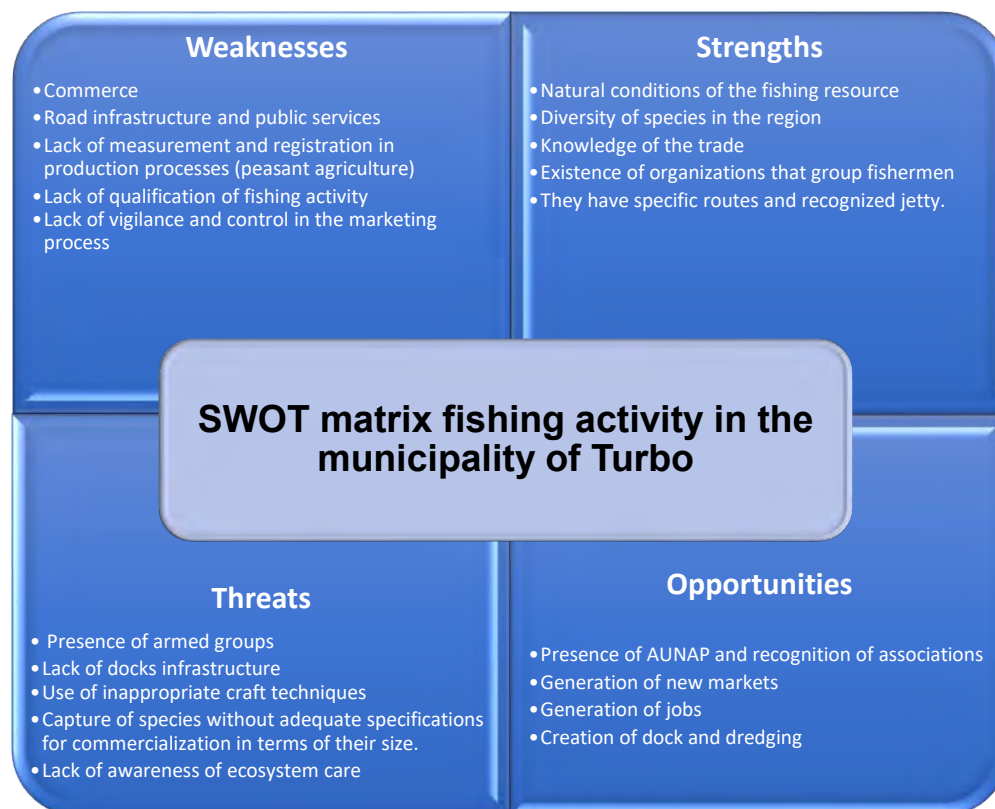 Weaknesses
•Commerce
•Road infrastructure and public services
•Lack of measurement and registration in
production processes (peasant agriculture)
•Lack of qualification of fishing activity
•Lack of vigilance and control in the marketing
process
Strengths
•Natural conditions of the fishing resource
•Diversity of species in the region
•Knowledge of the trade
•Existence of organizations that group fishermen
•They have specific routes and recognized jetty.
SWOT matrix fishing activity in the
municipality of Turbo
Threats
• Presence of armed groups
•Lack of docks infrastructure
•Use of inappropriate craft techniques
•Capture of species without adequate specifications
for commercialization in terms of their size.
•Lack of awareness of ecosystem care
Opportunities
•Presence of AUNAP and recognition of associations
•Generation of new markets
•Generation of jobs
•Creation of dock and dredging